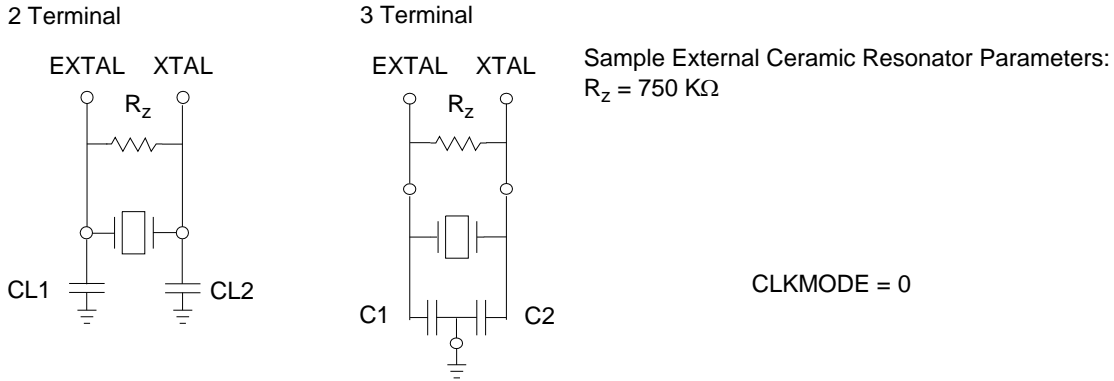 2 Terminal
3 Terminal
EXTAL XTAL
Rz
CL1
CL2
EXTAL XTAL
Rz
C1
C2
Sample External Ceramic Resonator Parameters:
Rz = 750 KΩ
CLKMODE = 0